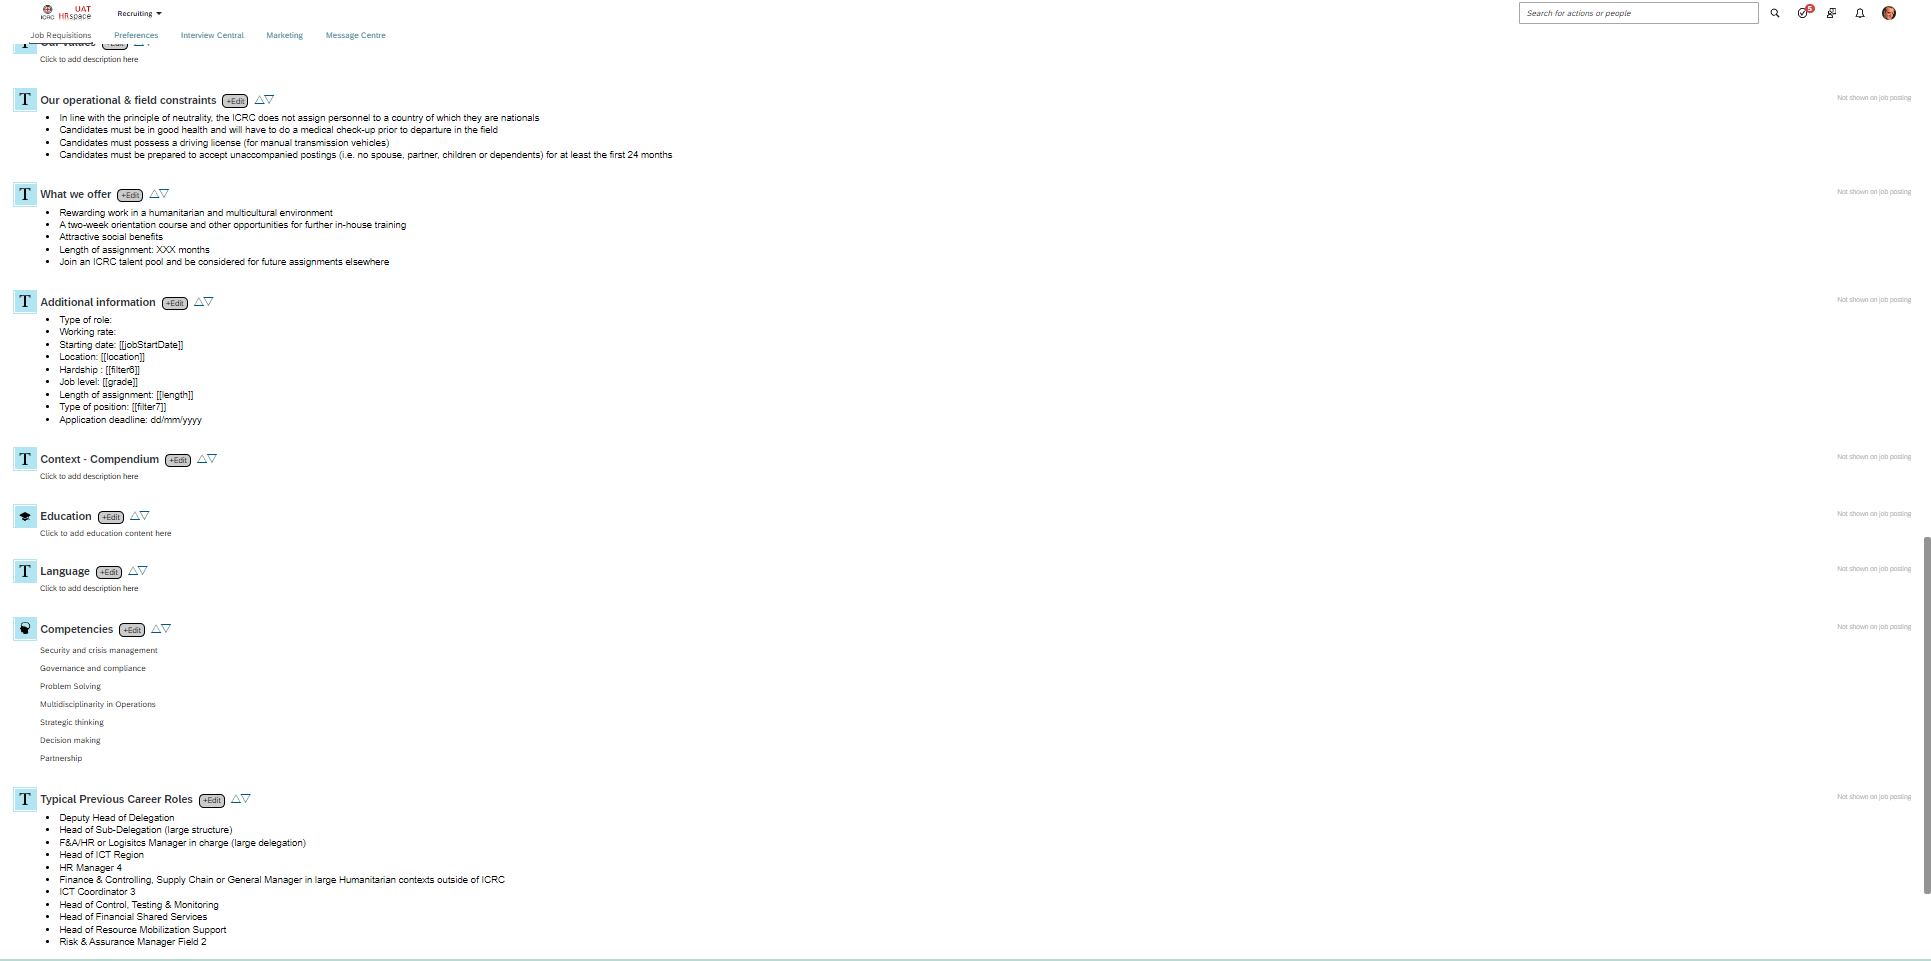 UAT
ICRC HRspace
Recruiting
Search for actions or people
5
Job Requisitions
Preferences
Interview Central
Marketing
Message Centre
Our values +Edit
Click to add description here
T Our operational & field constraints +Edit
Not shown on job posting
• In line with the principle of neutrality, the ICRC does not assign personnel to a country of which they are nationals
• Candidates must be in good health and will have to do a medical check-up prior to departure in the field
• Candidates must possess a driving license (for manual transmission vehicles)
• Candidates must be prepared to accept unaccompanied postings (i.e. no spouse, partner, children or dependents) for at least the first 24 months
T What we offer +Edit
Not shown on job posting
• Rewarding work in a humanitarian and multicultural environment
• A two-week orientation course and other opportunities for further in-house training
• Attractive social benefits
• Length of assignment: XXX months
• Join an ICRC talent pool and be considered for future assignments elsewhere
T Additional information +Edit
Not shown on job posting
• Type of role:
• Working rate:
• Starting date: [[jobStartDate]]
• Location: [[location]]
• Hardship : [[filter6]]
• Job level: [[grade]]
• Length of assignment: [[length]]
• Type of position: [[filter7]]
• Application deadline: dd/mm/yyyy
T Context - Compendium +Edit
Not shown on job posting
Click to add description here
Education +Edit
Not shown on job posting
Click to add education content here
T Language +Edit
Not shown on job posting
Click to add description here
Competencies +Edit
Not shown on job posting
Security and crisis management
Governance and compliance
Problem Solving
Multidisciplinarity in Operations
Strategic thinking
Decision making
Partnership
T Typical Previous Career Roles +Edit
Not shown on job posting
• Deputy Head of Delegation
• Head of Sub-Delegation (large structure)
• F&A/HR or Logisitcs Manager in charge (large delegation)
• Head of ICT Region
• HR Manager 4
• Finance & Controlling, Supply Chain or General Manager in large Humanitarian contexts outside of ICRC
• ICT Coordinator 3
• Head of Control, Testing & Monitoring
• Head of Financial Shared Services
• Head of Resource Mobilization Support
• Risk & Assurance Manager Field 2